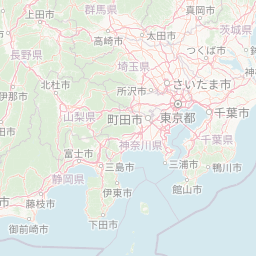 群馬県
茨城県
上田市
真岡市
高崎市
太田市
長野県
つくば市
埼玉県
北杜市
所沢市
さいたま市
伊那市
山梨県
町田市
東京都
千葉市
神奈川県
千葉県
富士市
三島市
三浦市
鴨川市
静岡県
伊東市
館山市
藤枝市
下田市
御前崎市